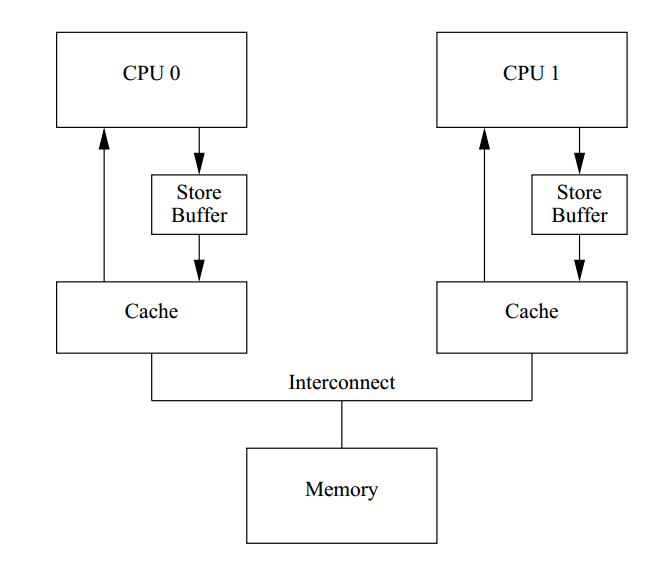 CPU 0
CPU 1
Store
Buffer
Store
Buffer
Cache
Cache
Interconnect
Memory